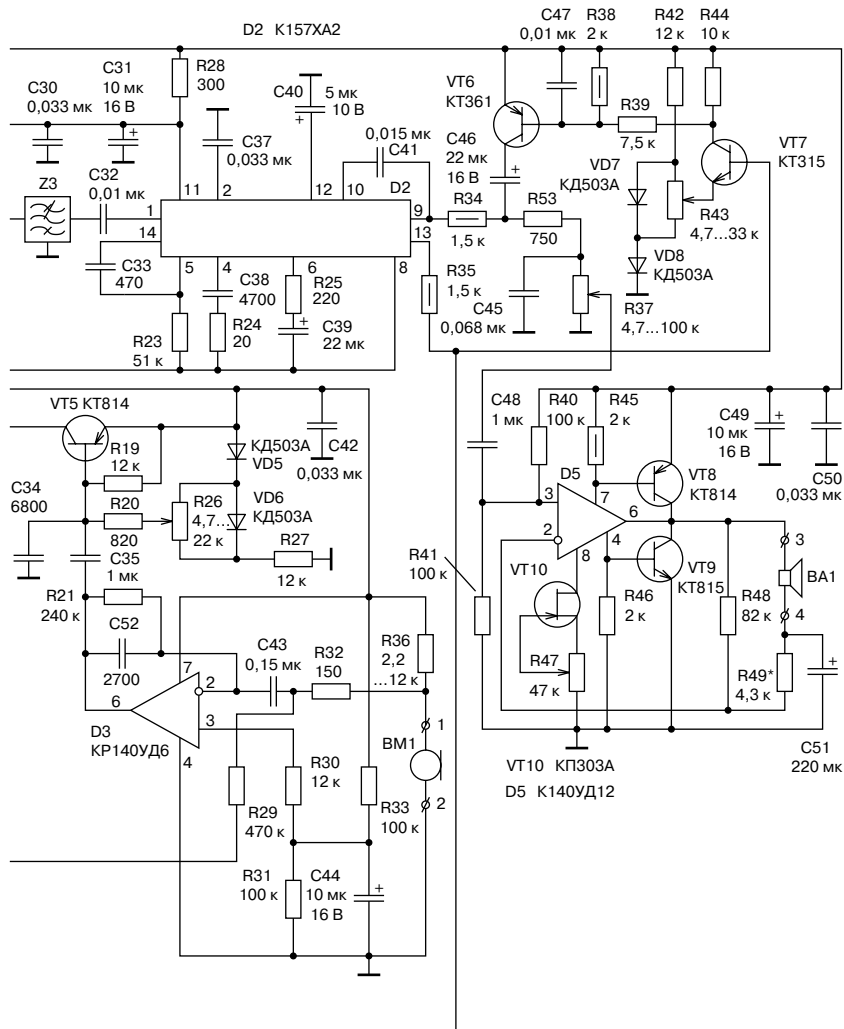 D2 К157ХА2
C47
0,01 мк
R38
2 к
R42
12 к
R44
10 к
C30
0,033 мк
C31
10 мк
16 В
R28
300
C40
5 мк
10 В
VT6
КТ361
C37
0,033 мк
0,015 мк
C41
C46
22 мк
16 В
R39
7,5 к
VT7
КТ315
Z3
C32
0,01 мк
VD7
КД503А
11
2
12
10
D2
1
14
9
13
5
4
6
8
R34
1,5 к
R53
750
R43
4,7...33 к
VD8
КД503А
C33
470
C38
4700
R25
220
R35
1,5 к
C45
0,068 мк
R37
4,7...100 к
R23
51 к
R24
20
C39
22 мк
VT5 КТ814
R19
12 к
КД503А
VD5
C42
0,033 мк
C48
1 мк
R40
100 к
R45
2 к
C49
10 мк
16 В
C50
0,033 мк
C34
6800
R20
820
R26
4,7...
22 к
VD6
КД503А
R27
12 к
D5
3
2
7
6
4
8
VT8
КТ814
C35
1 мк
R21
240 к
R41
100 к
VT10
VT9
КТ815
3
BA1
4
R46
2 к
R48
82 к
C52
2700
C43
0,15 мк
R32
150
R36
2,2
...12 к
R47
47 к
R49*
4,3 к
7
2
6
3
4
D3
КР140УД6
1
BM1
2
C51
220 мк
VT10 КП303А
D5 К140УД12
R29
470 к
R30
12 к
R33
100 к
R31
100 к
C44
10 мк
16 В